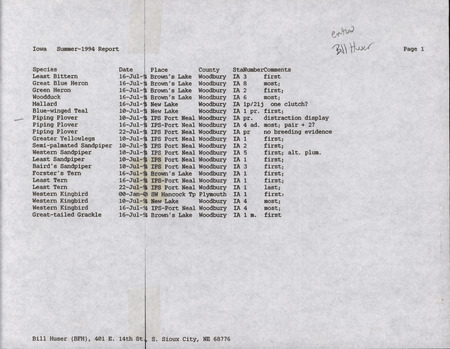 enter
Bill Huser
Iowa Summer-1994 Report Page 1
Species Date Place County StaNumberComments
Least Bittern 16-Jul-94 Brown's Lake Woodbury IA 3 first
Great Blue Heron 16-Jul-94 Brown's Lake Woodbury IA 8 most;
Green Heron 16-Jul-94 Brown's Lake Woodbury IA 2 first;
Woodduck 16-Jul-94 Brown's Lake Woodbury IA 6 most;
Mallard 16-Jul-94 New Lake Woodbury IA 1p/21j one clutch?
Blue-winged Teal 10-Jul-94 New Lake Woodbury IA 1 pr. first;
Piping Plover 10-Jul-94 IPS Port Neal Woodbury IA pr. distraction display
Piping Plover 16-Jul-94 IPS-Port Neal Woodbury IA 4 ad. most; pair + 2?
Piping Plover 22-Jul-94 IPS Port Neal Woodbury IA pr no breeding evidence
Greater Yellowlegs 10-Jul-94 IPS Port Neal Woodbury IA 1 first;
Semi-palmated Sandpiper 10-Jul-94 IPS Port Neal Woodbury IA 2 first;
Western Sandpiper 10-Jul-94 IPS Port Neal Woodbury IA 5 first; alt. plum.
Least Sandpiper 10-Jul-94 IPS Port Neal Woodbury IA 1 first;
Baird's Sandpiper 10-Jul-94 IPS Port Neal Woodbury IA 3 first;
Forster's Tern 16-Jul-94 Brown's Lake Woodbury IA 1 first;
Least Tern 16-Jul-94 IPS-Port Neal Woodbury IA 1 most;
Least Tern 22-Jul-94 IPS Port Neal Woodbury IA 1 last;
Western Kingbird SW Hancock Tp Plymouth IA 1 first.
Western Kingbird 10-Jul-94 New Lake Woodbury IA 4 most
Western Kingbird 16-Jul-94 IPS-Port Neal Woodbury IA 4 most;
Great-tailed Grackle 16-Jul-94 Brown's Lake Woodbury IA 1 m. first
Bill Huser (BFH), 401 E. 14th St., S. Sioux City, NE 68776